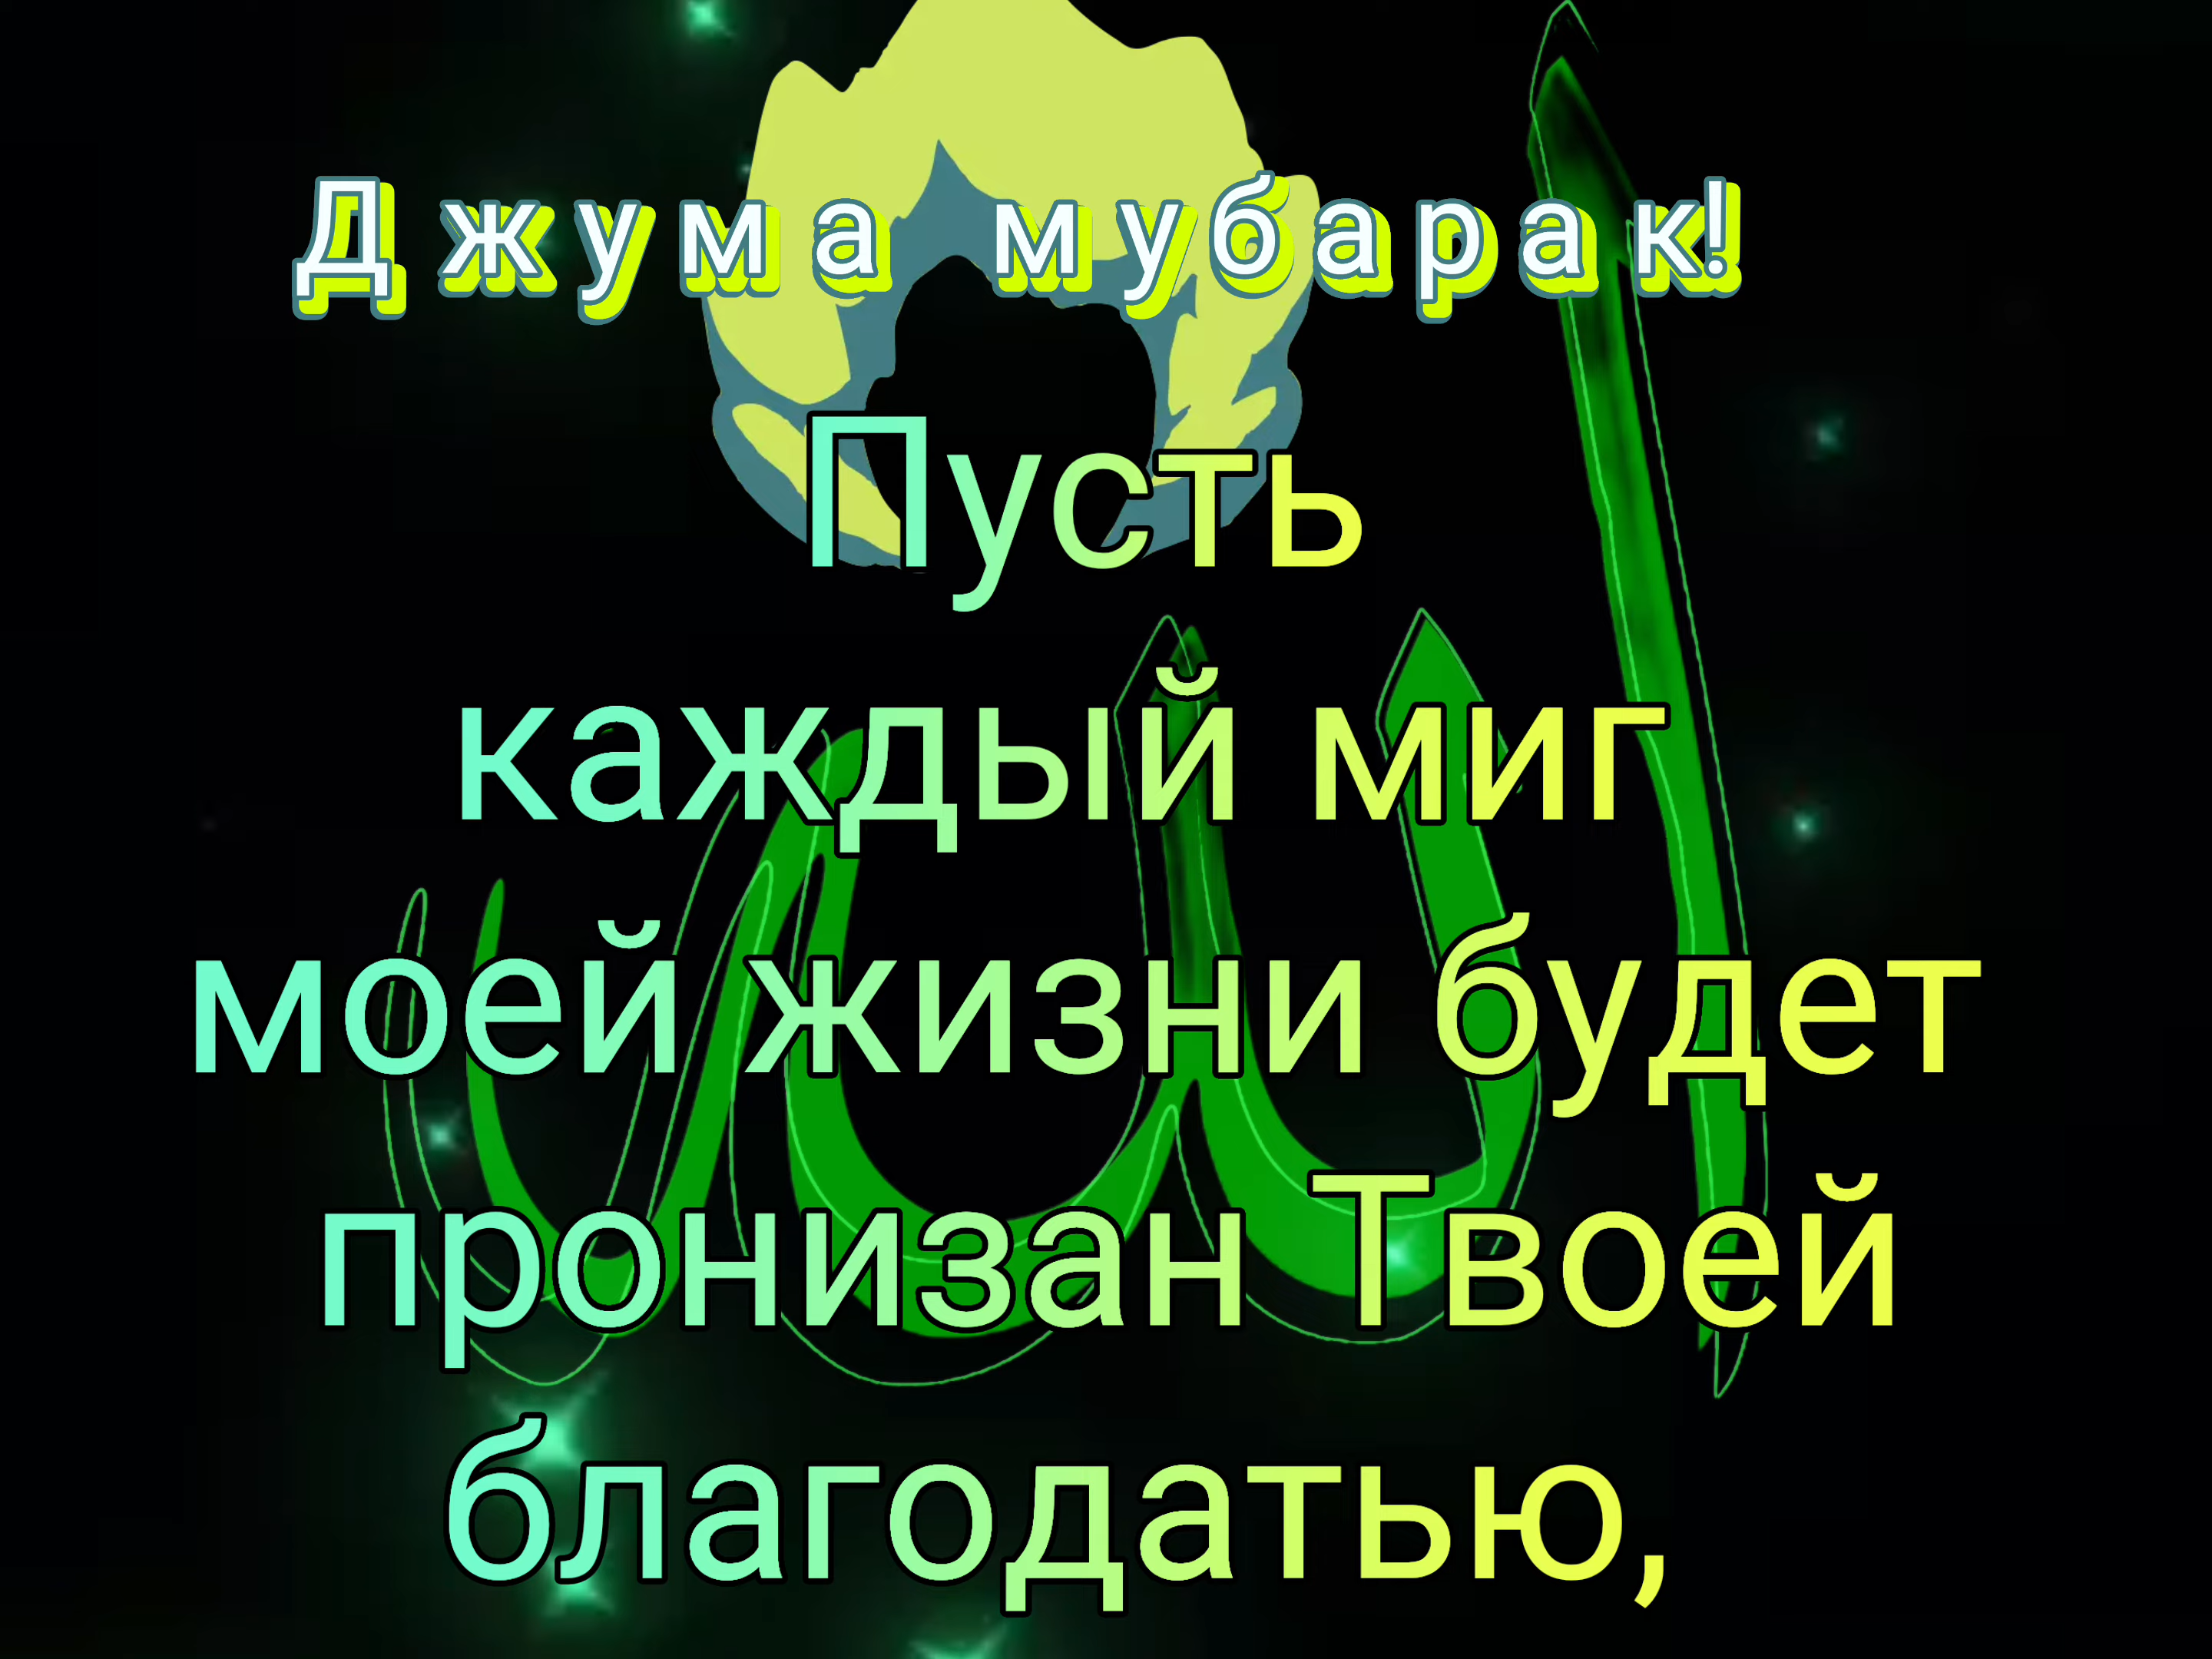 Джума мубарак!
Пусть
каждый миг
моей жизни будет
пронизан Твоей
благодатью,